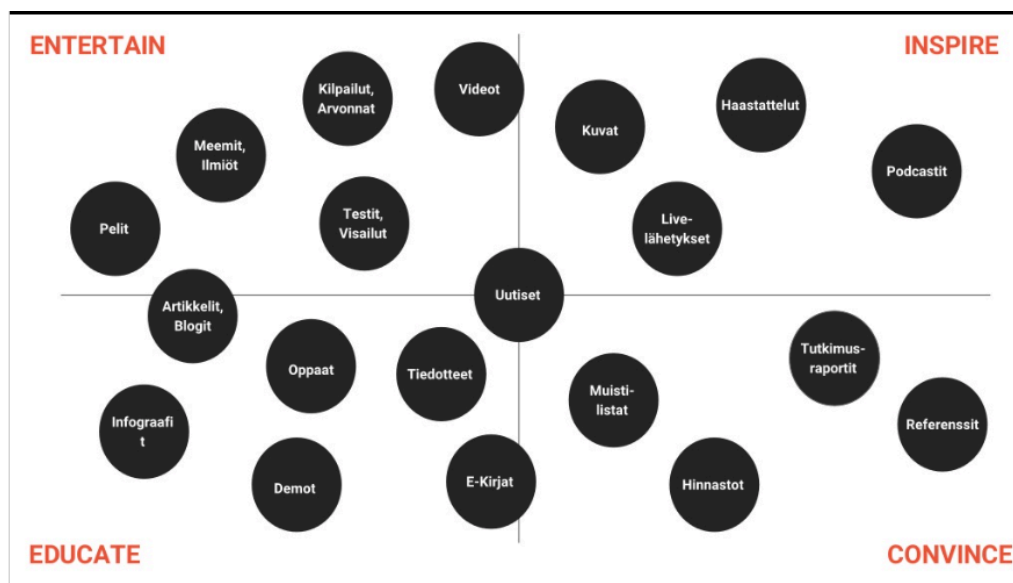 ENTERTAIN
INSPIRE
Kilpailut,
Arvonnat
Videot
Kuvat
Haastattelut
Meemit,
Ilmiöt
Podcastit
Pelit
Testit,
Visailut
Live-
lähetykset
Uutiset
Artikkelit,
Blogit
Oppaat
Tiedotteet
Tutkimus-
raportit
Muisti-
listat
Infograafi
t
Referenssit
Demot
E-Kirjat
Hinnastot
EDUCATE
CONVINCE